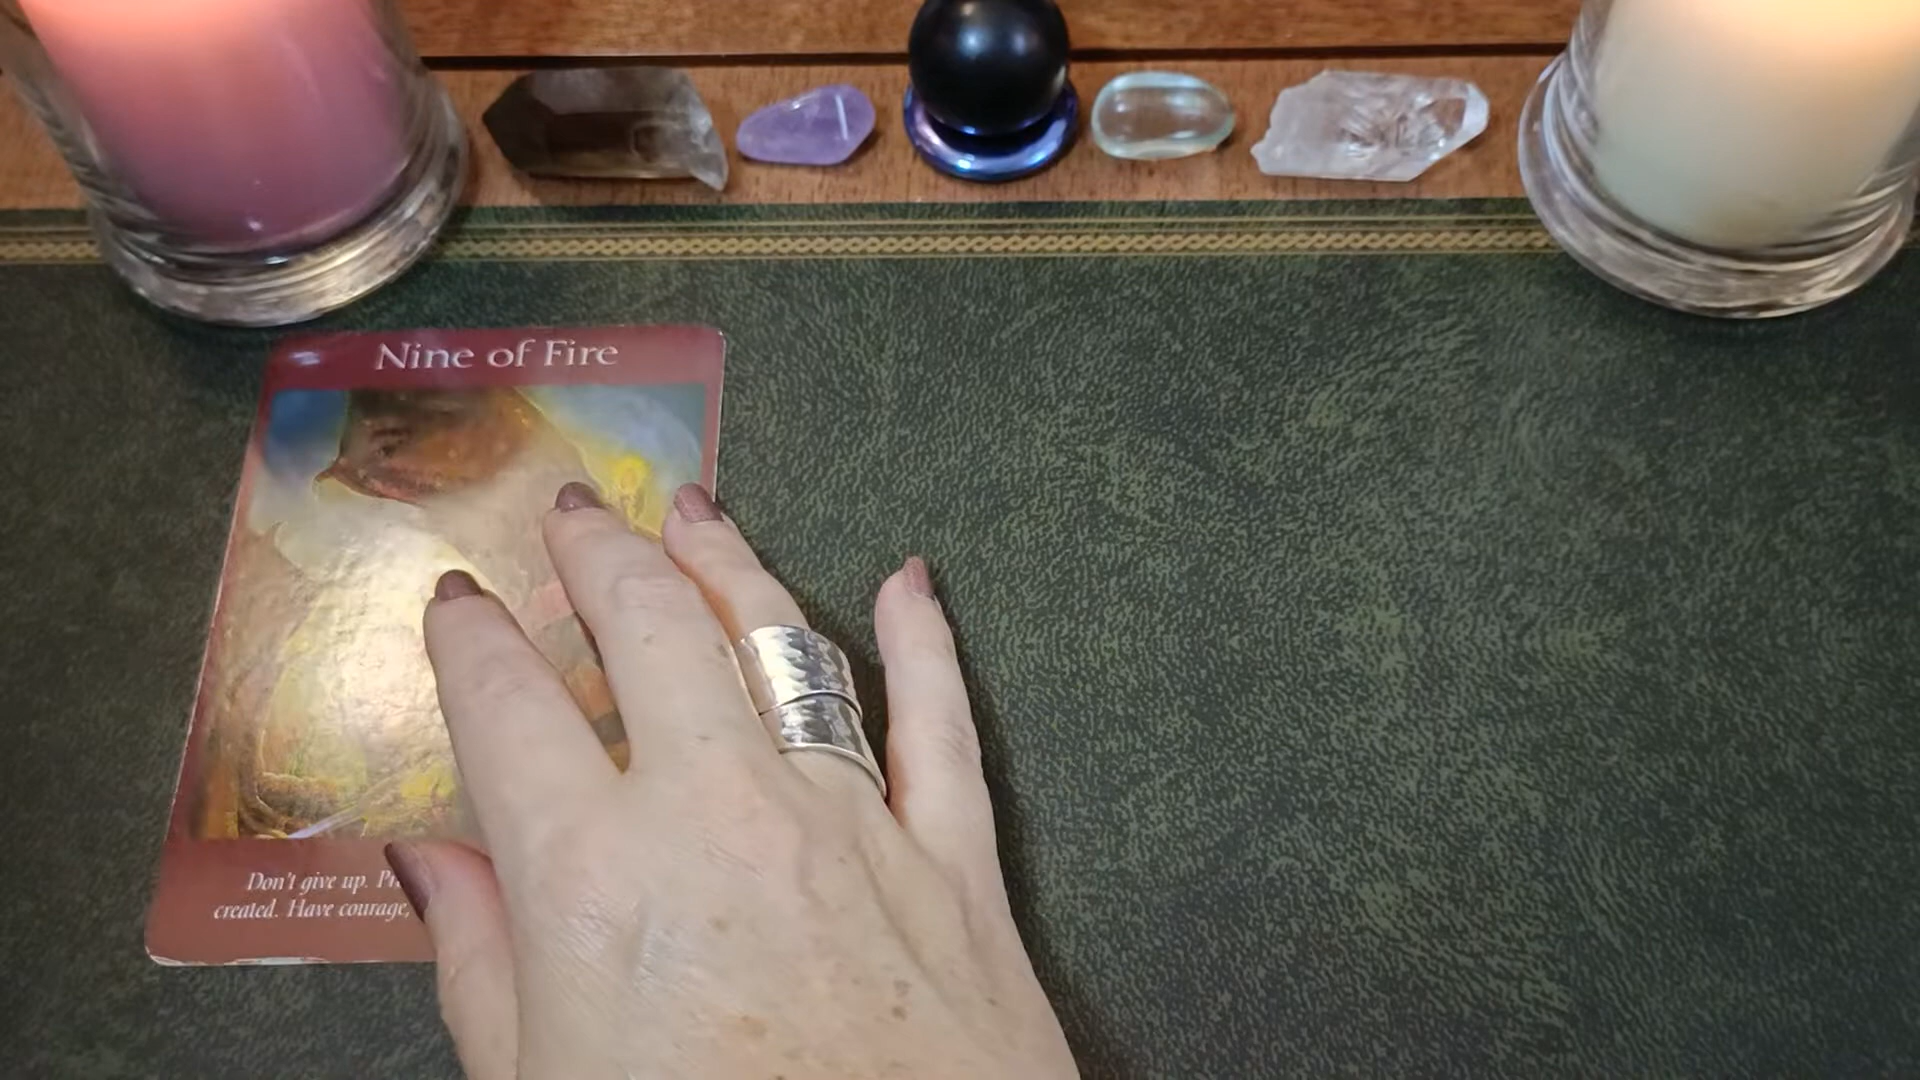 Nine of Fire
Don't give up. 
created. Have courage,